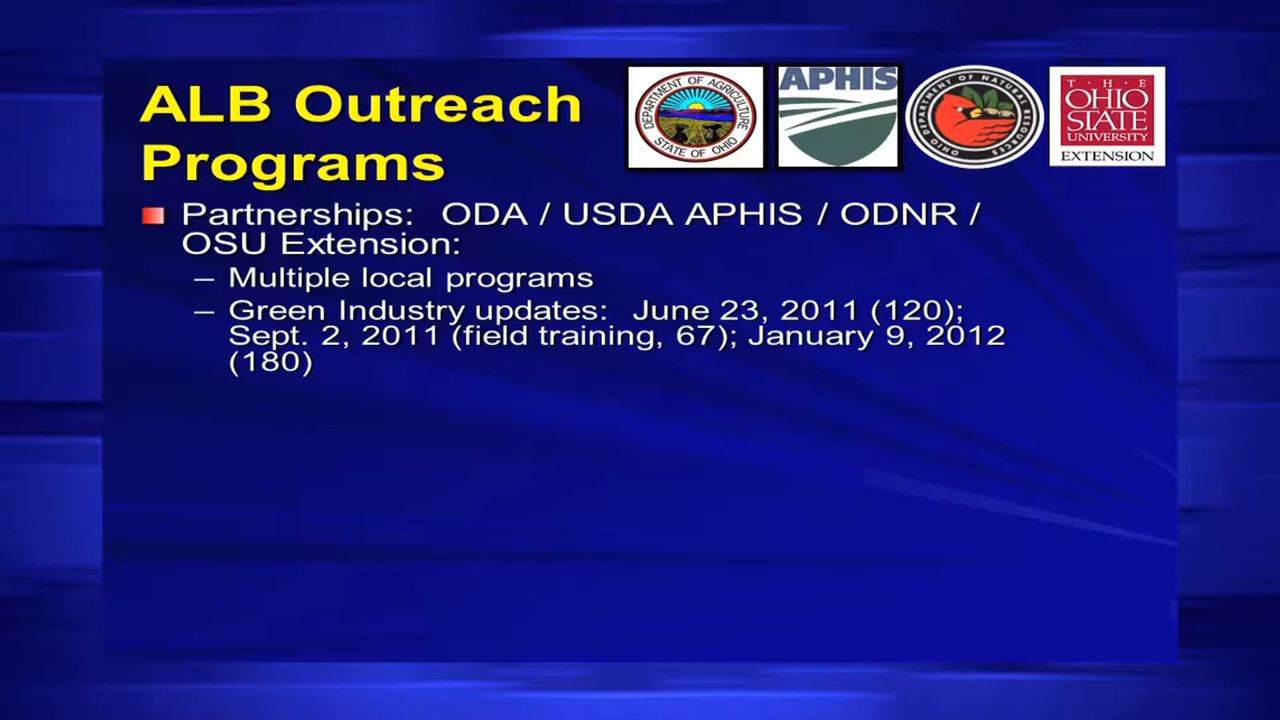 ALB Outreach
Programs
DEPARTMENT OF AGRICULTURE
STATE OF OHIO
APHIS
DEPARTMENT OF NATURAL RESOURCES
OHIO
T·H·E
OHIO
STATE
UNIVERSITY
EXTENSION
Partnerships: ODA / USDA APHIS / ODNR /
OSU Extension:
– Multiple local programs
– Green Industry updates: June 23, 2011 (120);
Sept. 2, 2011 (field training, 67); January 9, 2012
(180)